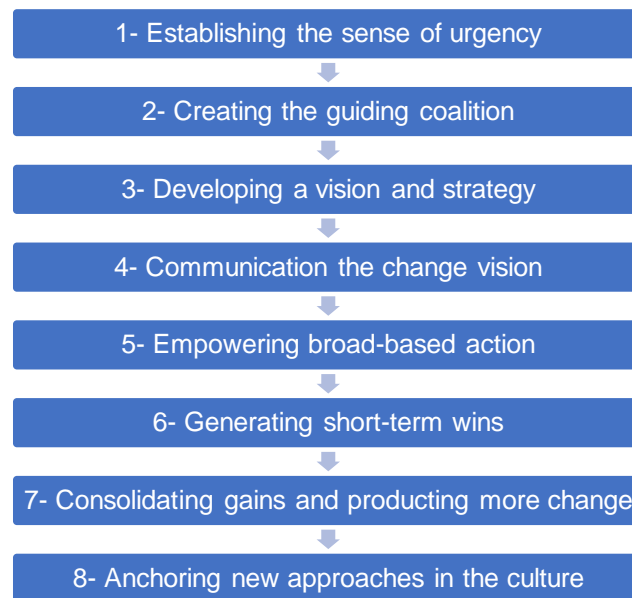 1- Establishing the sense of urgency
2- Creating the guiding coalition
3- Developing a vision and strategy
4- Communication the change vision
5- Empowering broad-based action
6- Generating short-term wins
7- Consolidating gains and producting more change
8- Anchoring new approaches in the culture